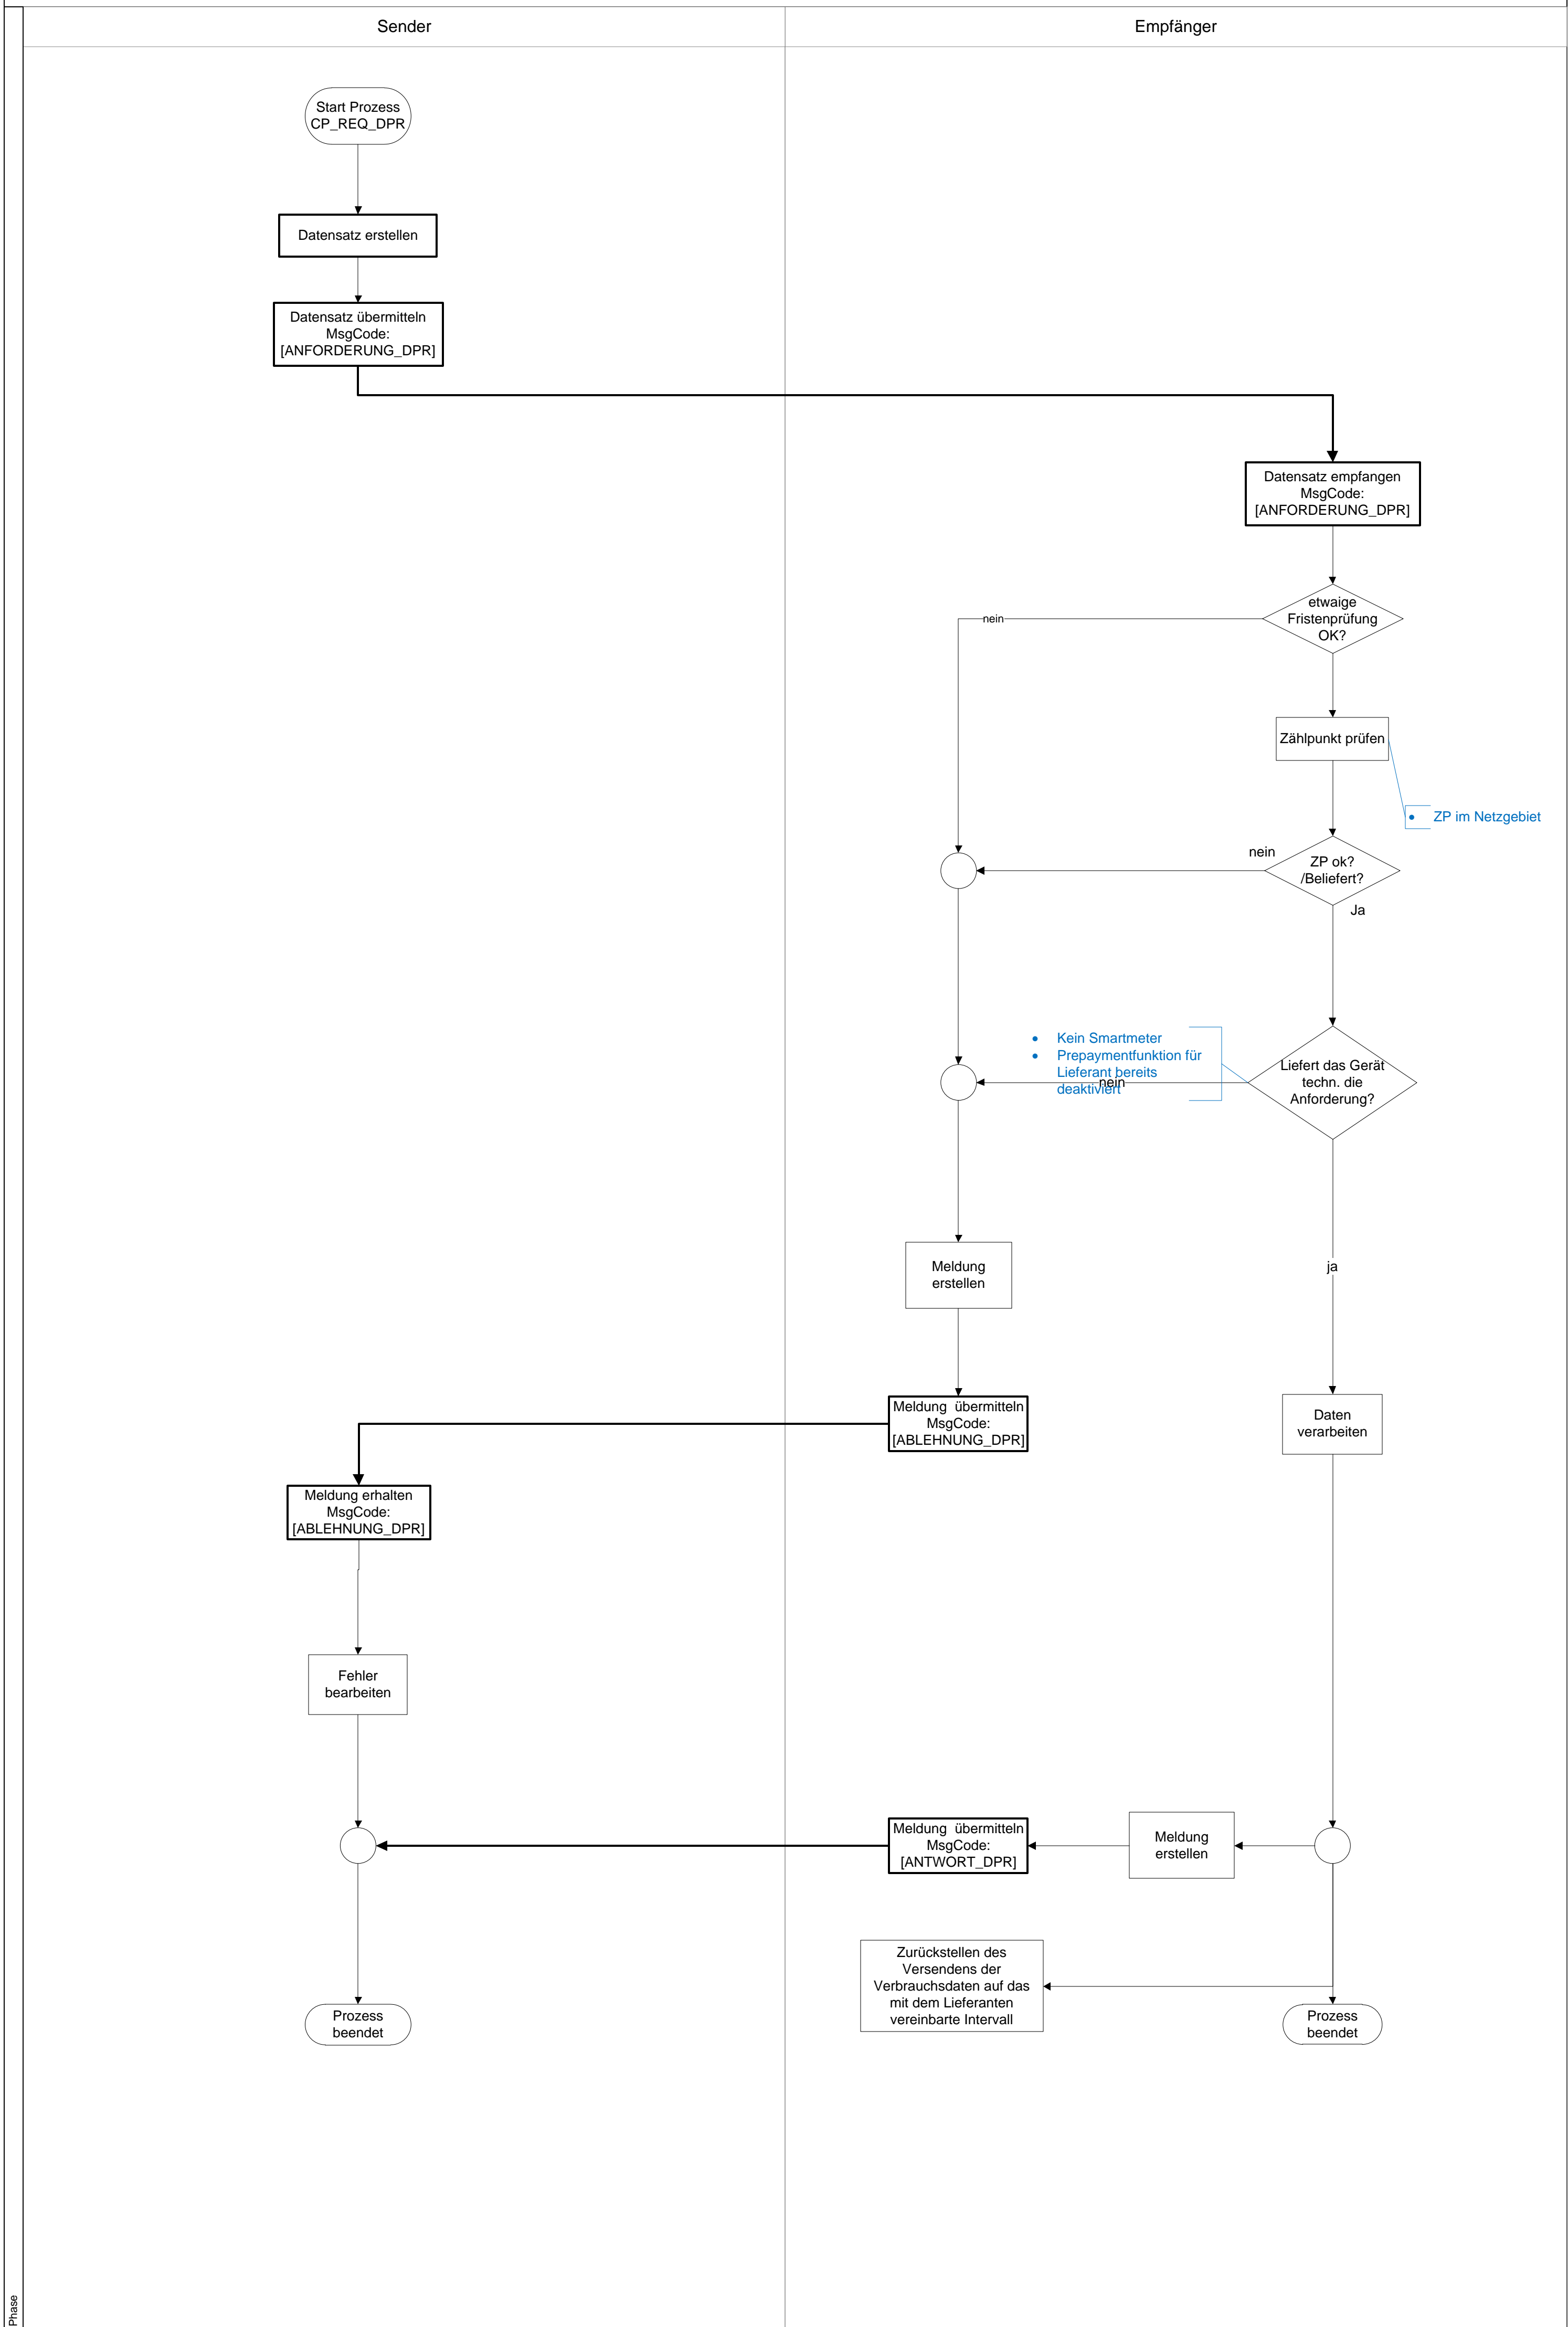 Sender
Empfänger
Start Prozess
CP_REQ_DPR
Datensatz erstellen
Datensatz übermitteln
MsgCode:
[ANFORDERUNG_DPR]
Datensatz empfangen
MsgCode:
[ANFORDERUNG_DPR]
etwaige
Fristenprüfung
OK?
nein
Zählpunkt prüfen
• ZP im Netzgebiet
nein
ZP ok?
/Beliefert?
Ja
• Kein Smartmeter
• Prepaymentfunktion für
Lieferant bereits
deaktiviert
nein
Liefert das Gerät
techn. die
Anforderung?
Meldung
erstellen
ja
Meldung übermitteln
MsgCode:
[ABLEHNUNG_DPR]
Daten
verarbeiten
Meldung erhalten
MsgCode:
[ABLEHNUNG_DPR]
Fehler
bearbeiten
Meldung übermitteln
MsgCode:
[ANTWORT_DPR]
Meldung
erstellen
Zurückstellen des
Versendens der
Verbrauchsdaten auf das
mit dem Lieferanten
vereinbarte Intervall
Prozess
beendet
Prozess
beendet
Phase